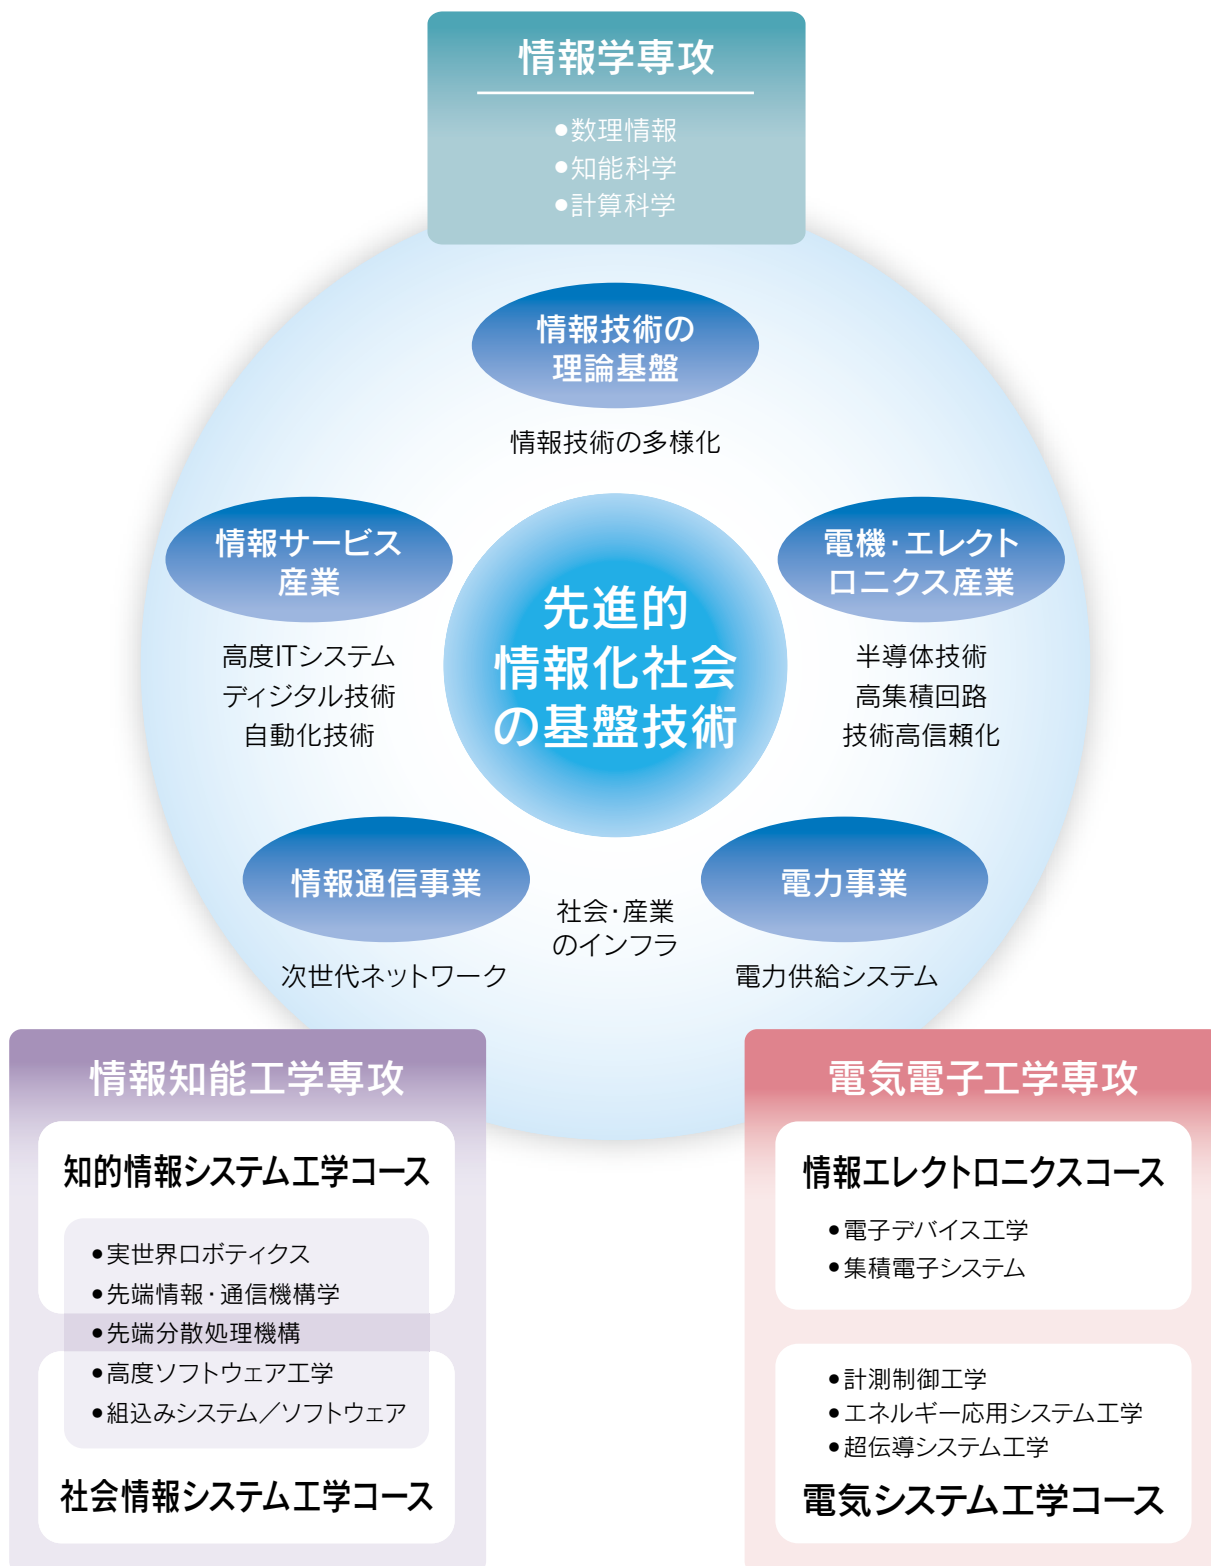 情報学専攻
●数理情報
●知能科学
●計算科学
情報技術の
理論基盤
情報技術の多様化
情報サービス
産業
高度ITシステム
ディジタル技術
自動化技術
先進的
情報化社会
の基盤技術
電機・エレクト
ロニクス産業
半導体技術
高集積回路
技術高信頼化
情報通信事業
次世代ネットワーク
社会・産業
のインフラ
電力事業
電力供給システム
情報知能工学専攻
知的情報システム工学コース
●実世界ロボティクス
●先端情報・通信機構学
●先端分散処理機構
●高度ソフトウェア工学
●組込みシステム／ソフトウェア
社会情報システム工学コース
電気電子工学専攻
情報エレクトロニクスコース
●電子デバイス工学
●集積電子システム
●計測制御工学
●エネルギー応用システム工学
●超伝導システム工学
電気システム工学コース